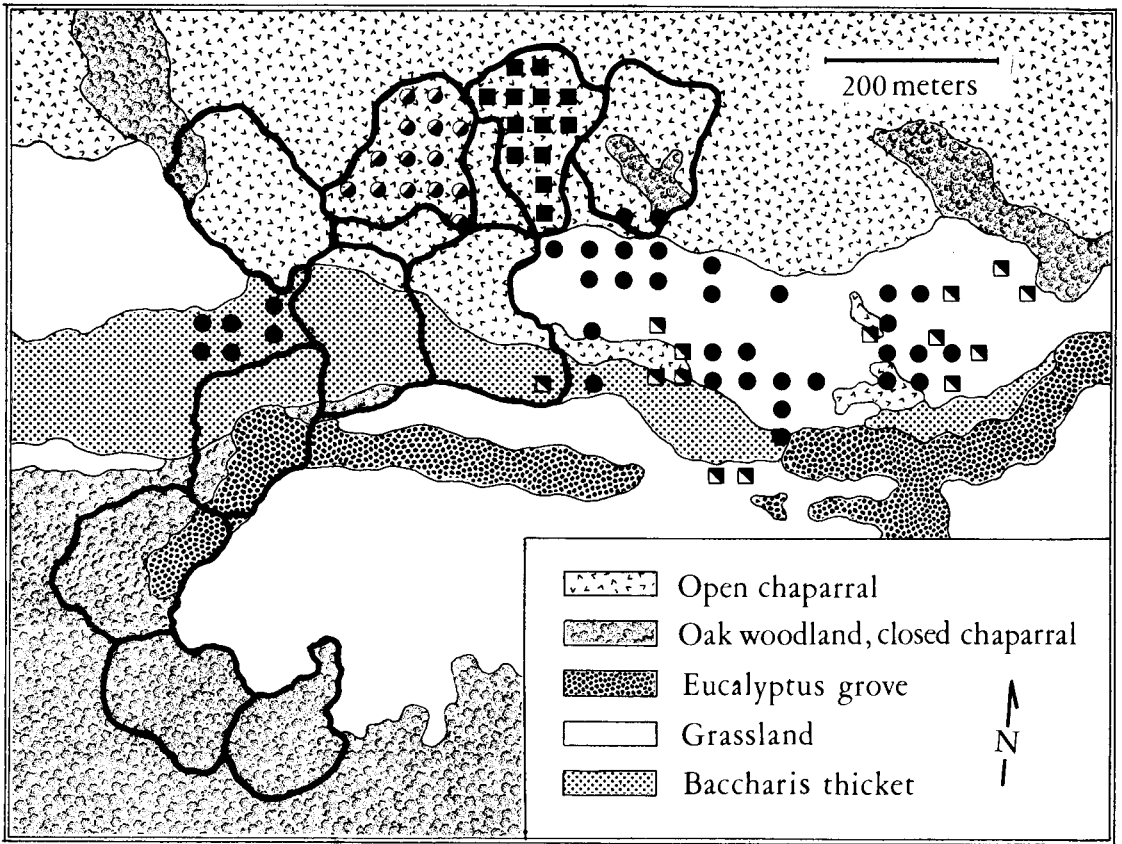 200 meters
Open chaparral
Oak woodland, closed chaparral
Eucalyptus grove
Grassland
Baccharis thicket
N